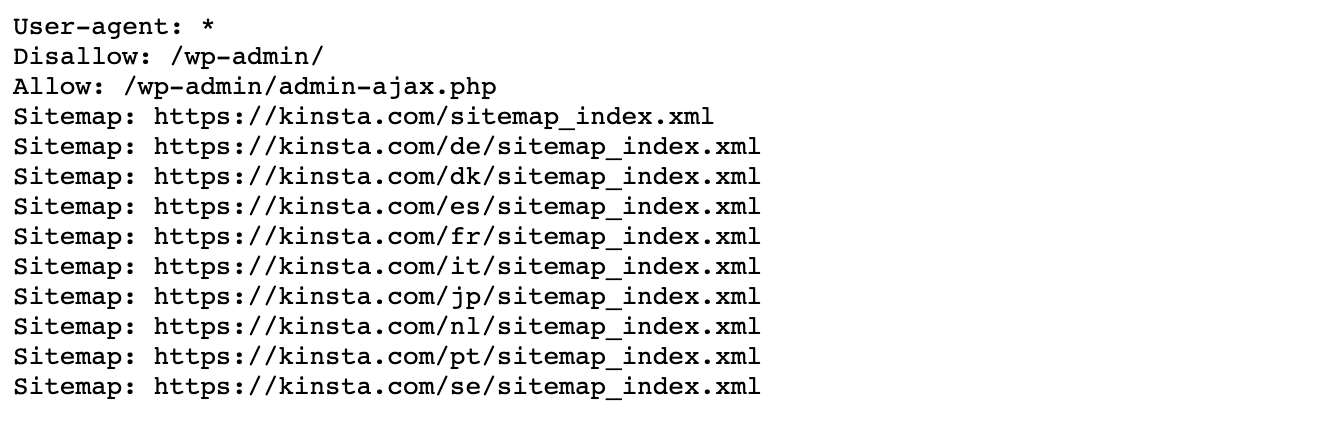 User-agent: *
Disallow: /wp-admin/
Allow: /wp-admin/admin-ajax.php
Sitemap: https://kinsta.com/sitemap_index.xml
Sitemap: https://kinsta.com/de/sitemap_index.xml
Sitemap: https://kinsta.com/dk/sitemap_index.xml
Sitemap: https://kinsta.com/es/sitemap_index.xml
Sitemap: https://kinsta.com/fr/sitemap_index.xml
Sitemap: https://kinsta.com/it/sitemap_index.xml
Sitemap: https://kinsta.com/jp/sitemap_index.xml
Sitemap: https://kinsta.com/nl/sitemap_index.xml
Sitemap: https://kinsta.com/pt/sitemap_index.xml
Sitemap: https://kinsta.com/se/sitemap_index.xml